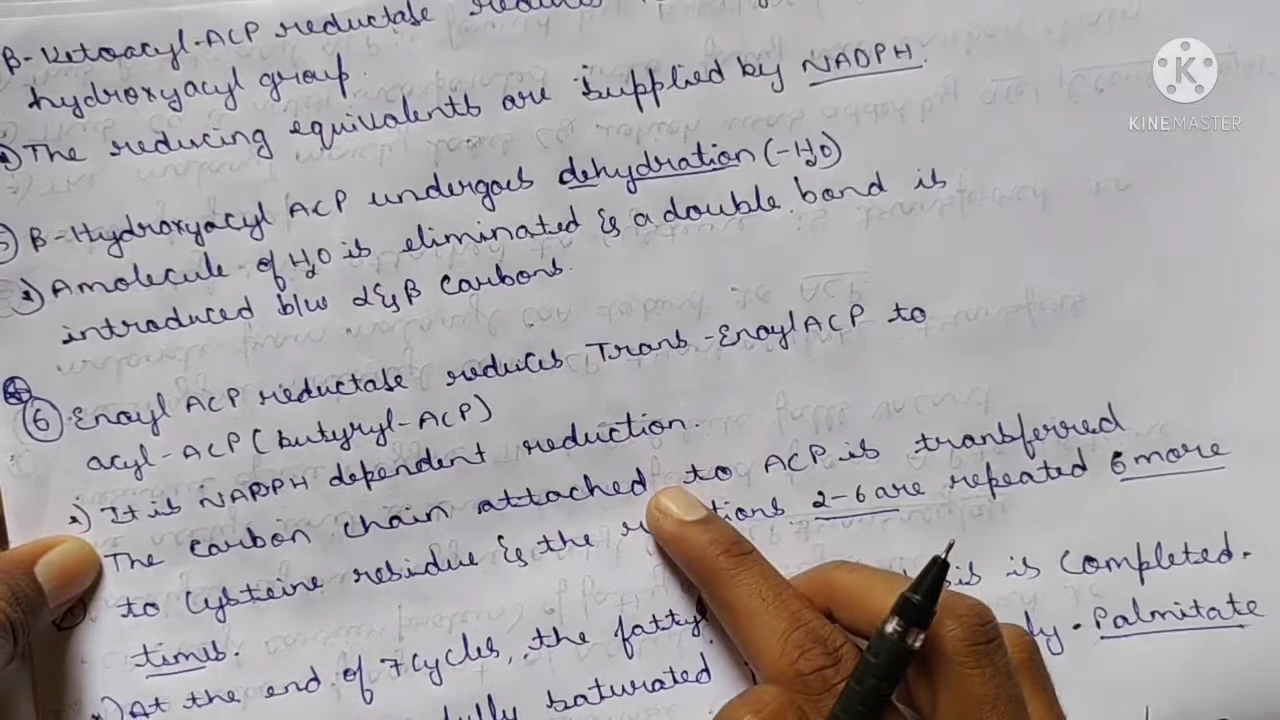 β-Ketoacyl-ACP reductase
hydroxyacyl group.
The reducing equivalents are supplied by NADPH.
β-Hydroxyacyl ACP undergoes dehydration (-H2O)
A molecule of H2O is eliminated & a double bond is
introduced b/w α & β Carbons.
6 Enoyl ACP reductase reduces Trans-Enoyl ACP to
acyl-ACP (butyryl-ACP)
It is NADPH dependent reduction.
The Carbon chain attached to ACP is transferred
to Cysteine residue & the tions 2-6 are repeated 6 more
times.
At the end of 7 cycles, the fatty sis is completed.
fully saturated Palmitate
K
KINEMASTER